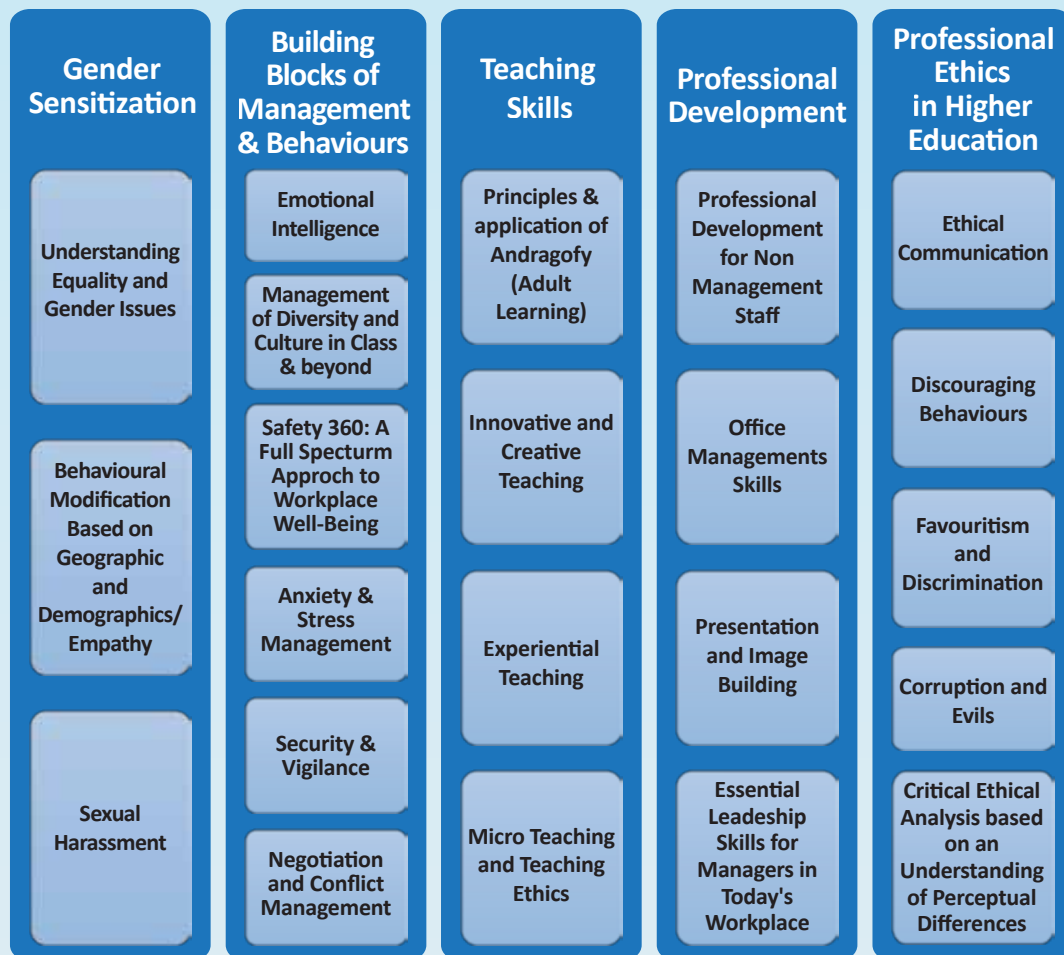 Gender
Sensitization
Understanding
Equality and
Gender Issues
Behavioural
Modification
Based on
Geographic
and
Demographics/
Empathy
Sexual
Harassment
Building
Blocks of
Management
& Behaviours
Emotional
Intelligence
Management
of Diversity and
Culture in Class
& beyond
Safety 360: A
Full Specturm
Approch to
Workplace
Well-Being
Anxiety &
Stress
Management
Security &
Vigilance
Negotiation
and Conflict
Management
Teaching
Skills
Principles &
application of
Andragofy
(Adult
Learning)
Innovative and
Creative
Teaching
Experiential
Teaching
Micro Teaching
and Teaching
Ethics
Professional
Development
Professional
Development
for Non
Management
Staff
Office
Managements
Skills
Presentation
and Image
Building
Essential
Leadeship
Skills for
Managers in
Today's
Workplace
Professional
Ethics
in Higher
Education
Ethical
Communication
Discouraging
Behaviours
Favouritism
and
Discrimination
Corruption and
Evils
Critical Ethical
Analysis based
on an
Understanding
of Perceptual
Differences